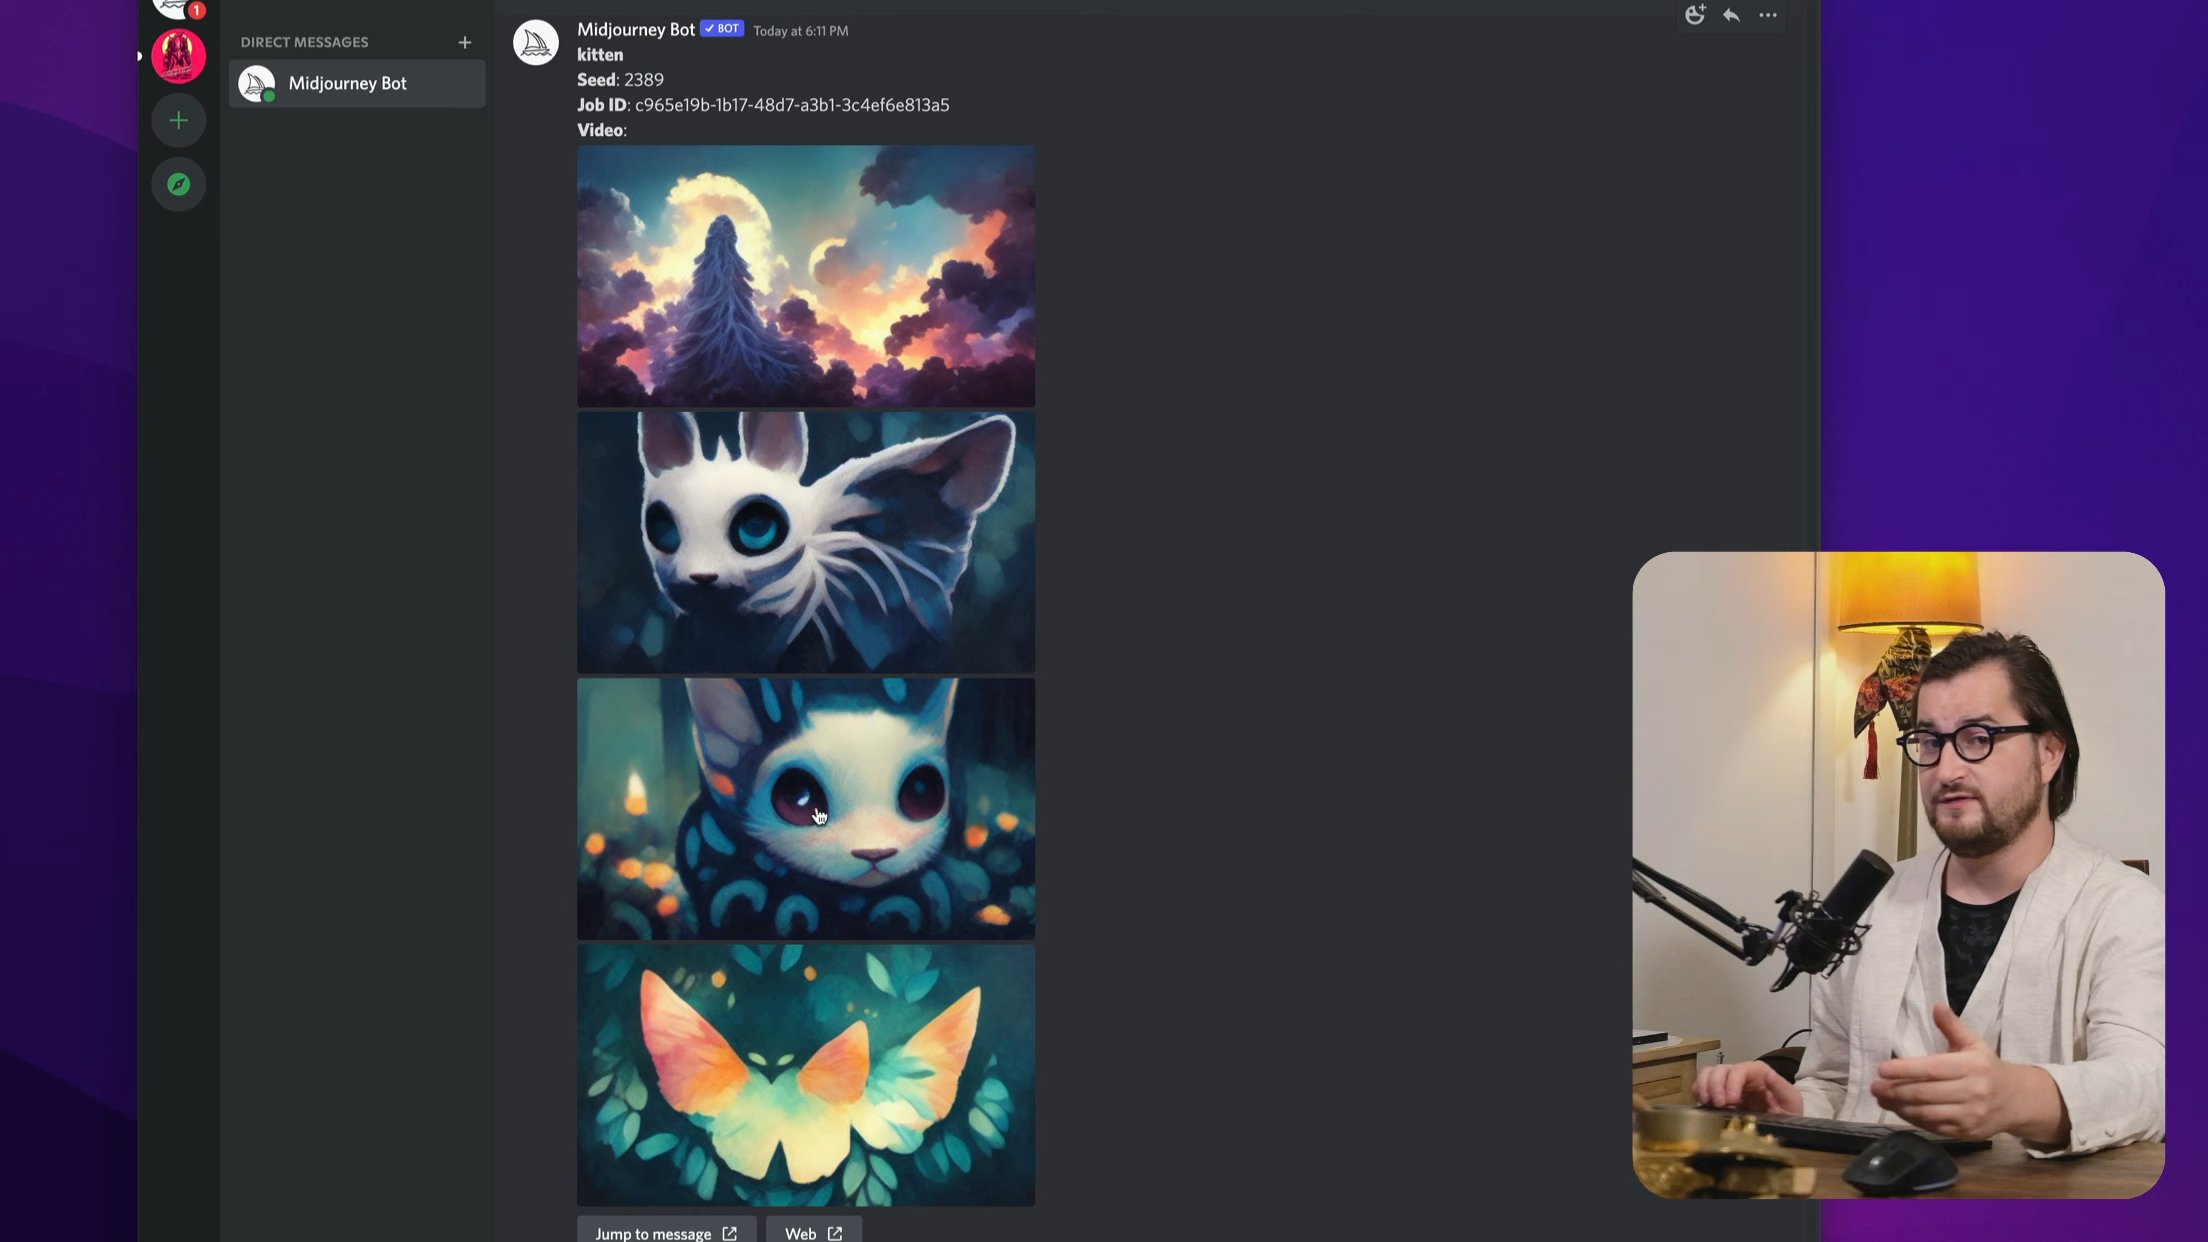 1
DIRECT MESSAGES
Midjourney Bot
Midjourney Bot BOT Today at 6:11 PM
kitten
Seed: 2389
Job ID: c965e19b-1b17-48d7-a3b1-3c4ef6e813a5
Video:
Jump to message
Web